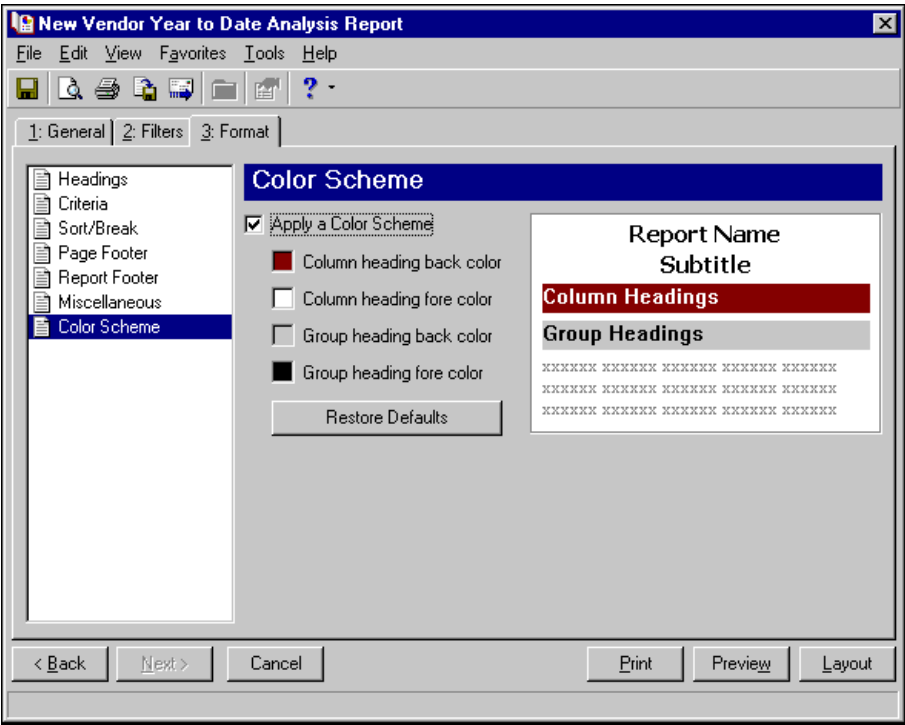 New Vendor Year to Date Analysis Report
File Edit View Favorites Tools Help
?
1: General 2: Filters 3: Format
Headings
Criteria
Sort/Break
Page Footer
Report Footer
Miscellaneous
Color Scheme
Color Scheme
Apply a Color Scheme
Column heading back color
Column heading fore color
Group heading back color
Group heading fore color
Restore Defaults
Report Name
Subtitle
Column Headings
Group Headings
xxxxxx xxxxxx xxxxxx xxxxxx xxxxxx
xxxxxx xxxxxx xxxxxx xxxxxx xxxxxx
xxxxxx xxxxxx xxxxxx xxxxxx xxxxxx
< Back Next > Cancel Print Preview Layout